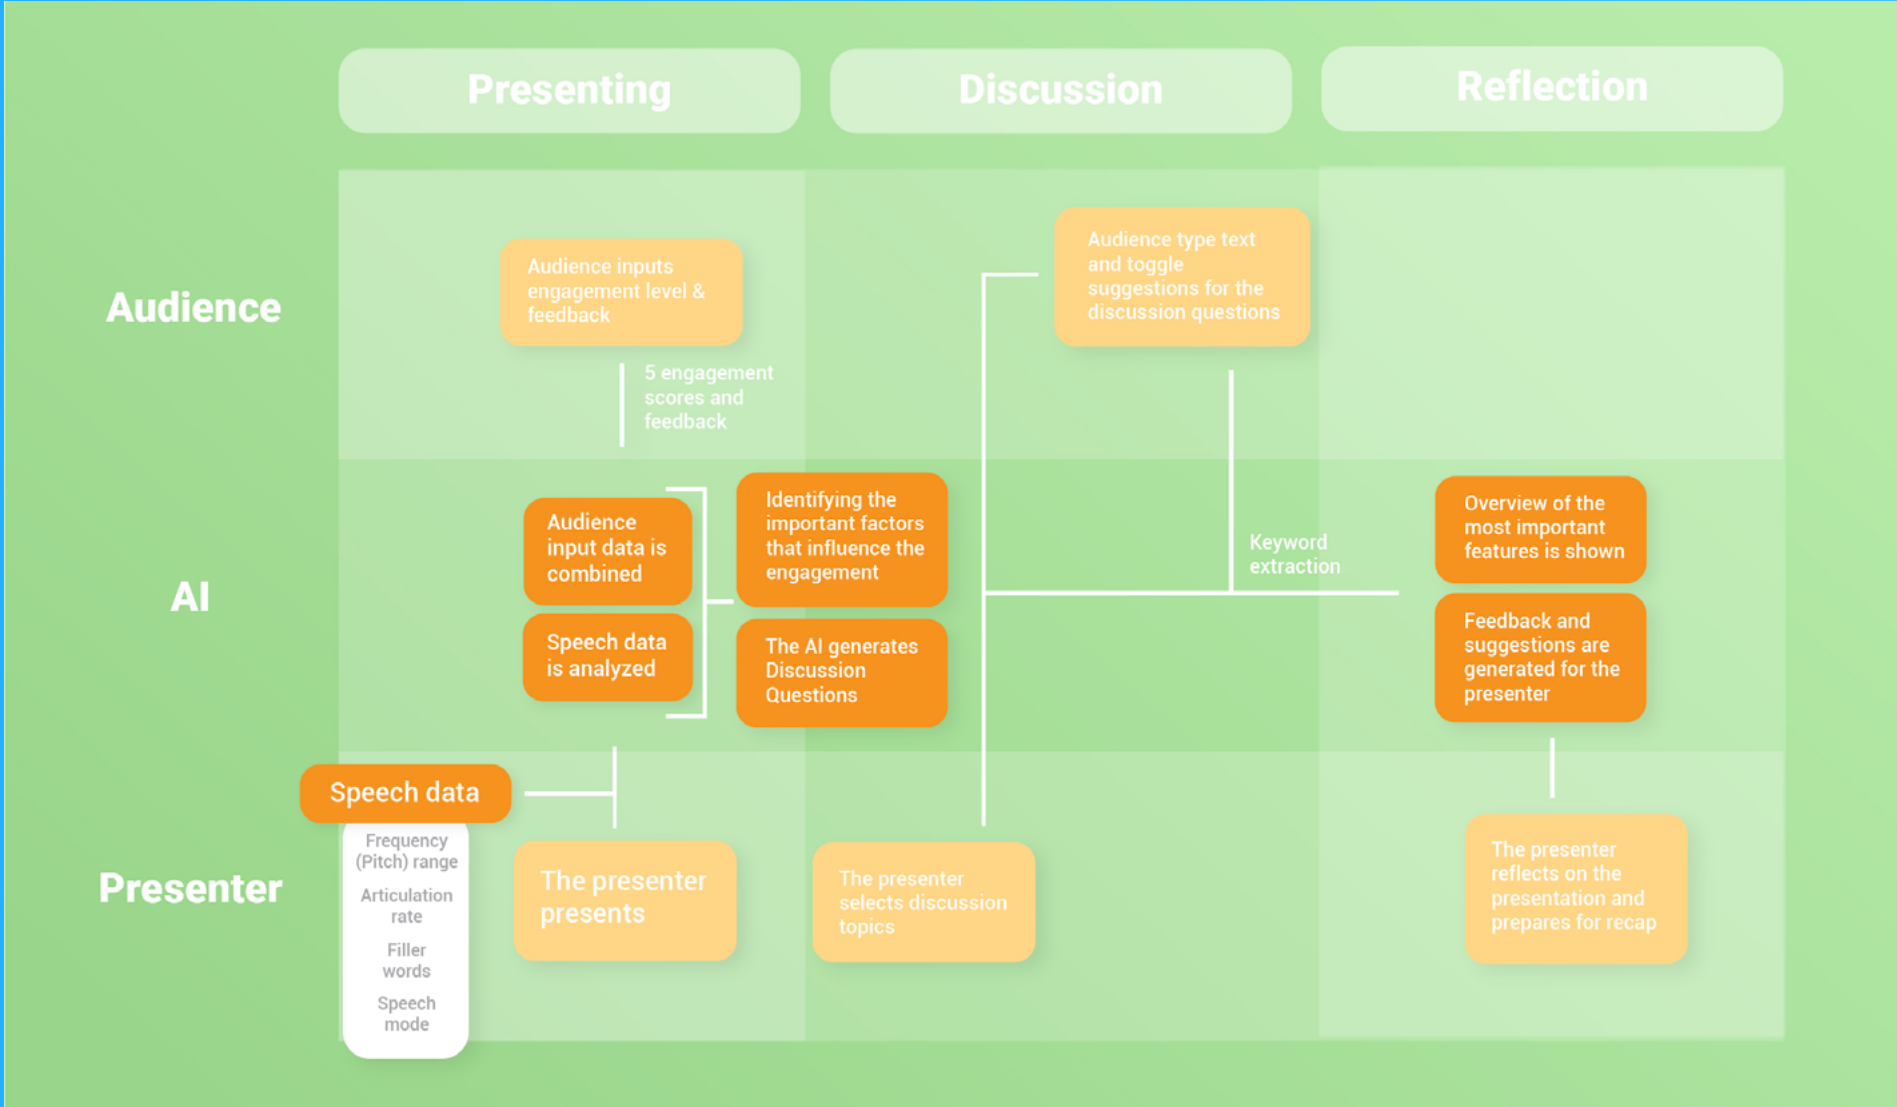 Presenting
Discussion
Reflection
Audience
Audience inputs
engagement level &
feedback
5 engagement
scores and
feedback
Audience type text
and toggle
suggestions for the
discussion questions
AI
Audience
input data is
combined
Speech data
is analyzed
Identifying the
important factors
that influence the
engagement
The AI generates
Discussion
Questions
Keyword
extraction
Overview of the
most important
features is shown
Feedback and
suggestions are
generated for the
presenter
Presenter
Speech data
Frequency
(Pitch) range
Articulation
rate
Filler
words
Speech
mode
The presenter
presents
The presenter
selects discussion
topics
The presenter
reflects on the
presentation and
prepares for recap